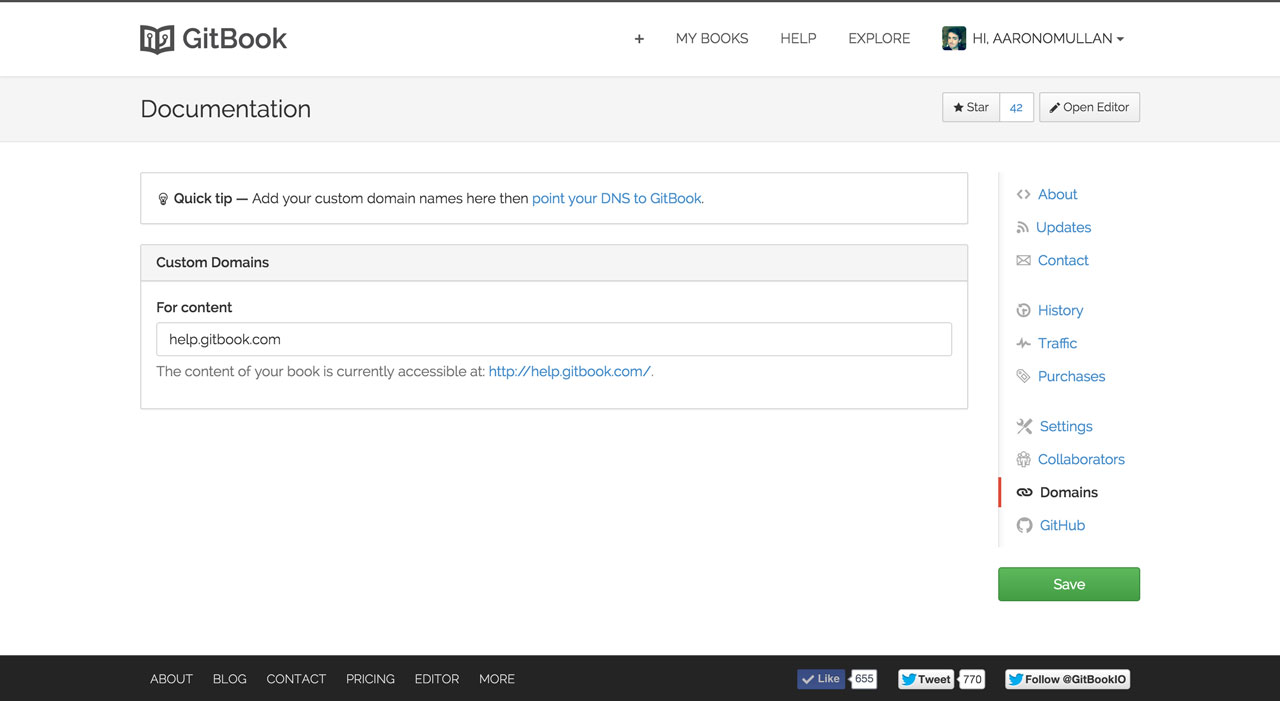 GitBook
+ MY BOOKS HELP EXPLORE HI, AARONOMULLAN
Documentation
Star 42 Open Editor
Quick tip — Add your custom domain names here then point your DNS to GitBook.
Custom Domains
For content
help.gitbook.com
The content of your book is currently accessible at: http://help.gitbook.com/.
About
Updates
Contact
History
Traffic
Purchases
Settings
Collaborators
Domains
GitHub
Save
ABOUT BLOG CONTACT PRICING EDITOR MORE
Like 655 Tweet 770 Follow @GitBookIO